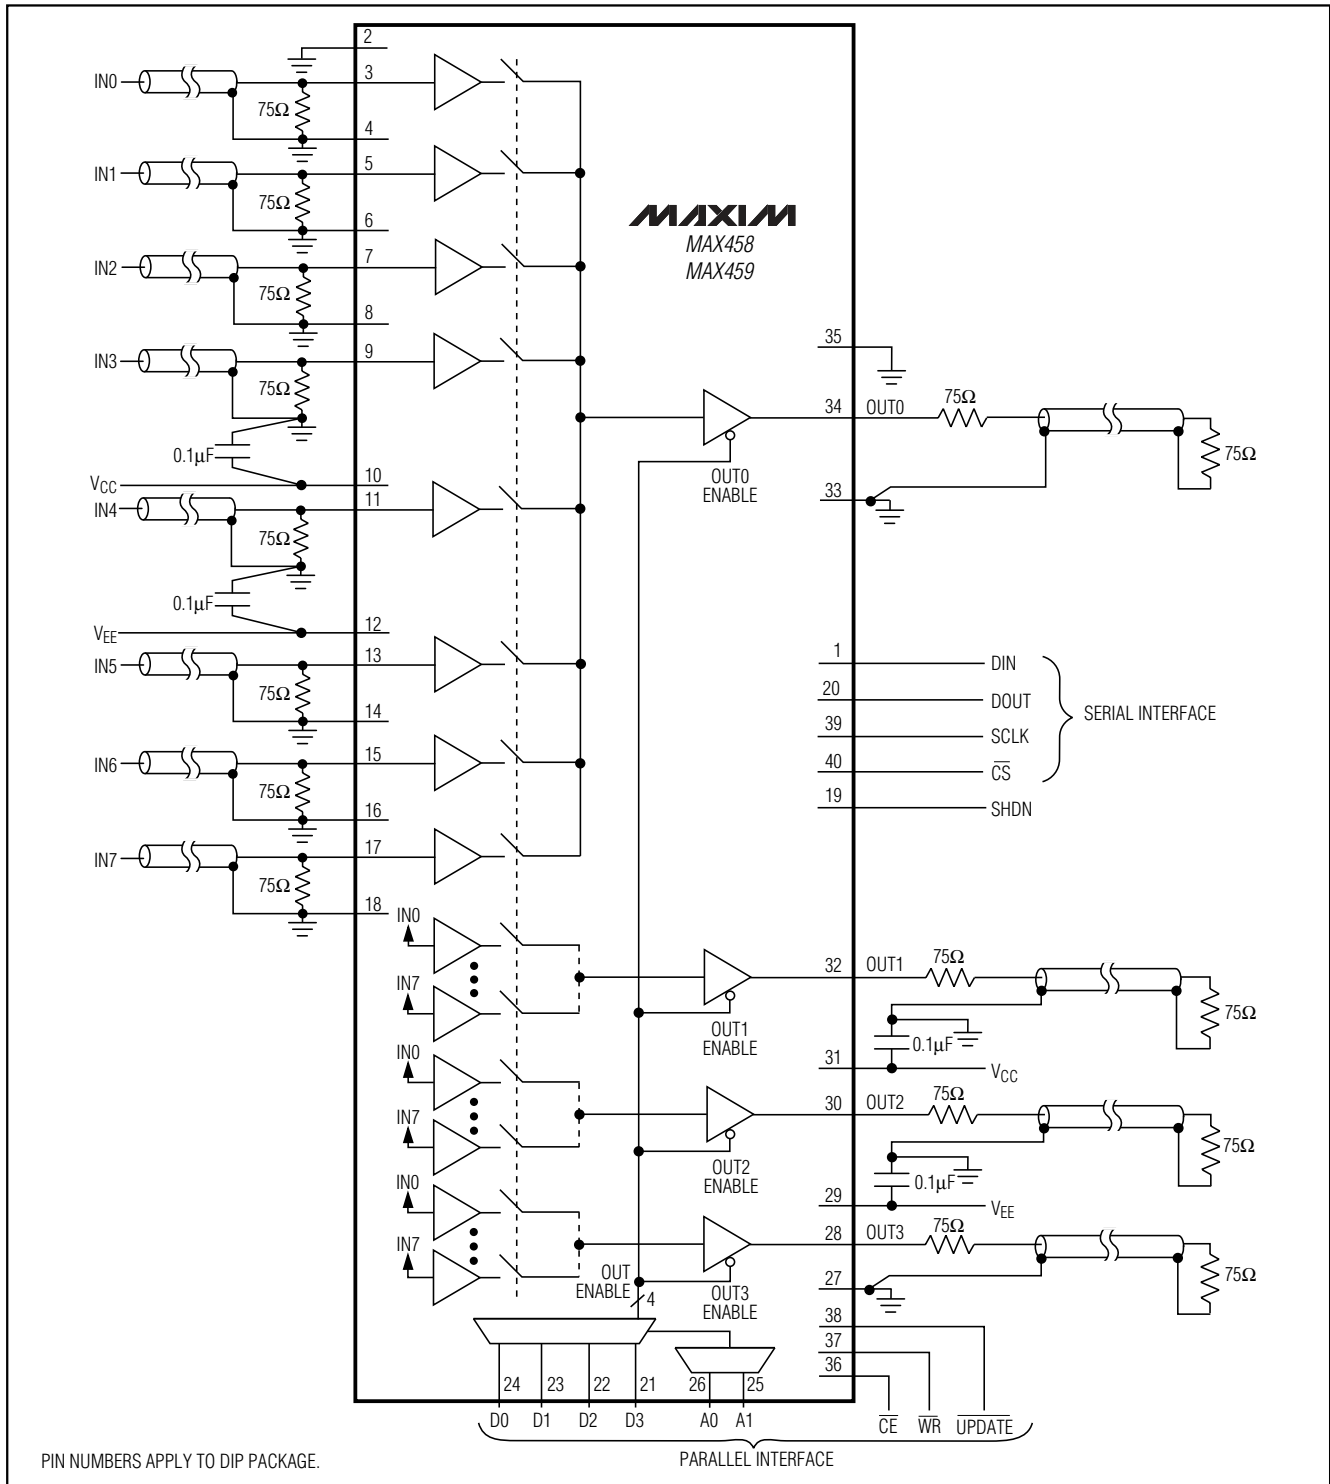 2
IN0
3
75Ω
4
IN1
5
75Ω
6
IN2
7
75Ω
8
IN3
9
75Ω
0.1µF
VCC
10
IN4
11
75Ω
0.1µF
VEE
12
IN5
13
75Ω
14
IN6
15
75Ω
16
IN7
17
75Ω
18
MAXIM
MAX458
MAX459
35
34
OUT0
75Ω
75Ω
OUT0
ENABLE
33
1
DIN
20
DOUT
39
SCLK
40
CS
SERIAL INTERFACE
19
SHDN
IN0
IN7
32
OUT1
75Ω
75Ω
OUT1
ENABLE
0.1µF
31
VCC
IN0
IN7
30
OUT2
75Ω
75Ω
OUT2
ENABLE
0.1µF
29
VEE
IN0
IN7
28
OUT3
75Ω
75Ω
OUT
ENABLE
4
OUT3
ENABLE
27
38
37
36
24
23
22
21
26
25
D0
D1
D2
D3
A0
A1
CE
WR
UPDATE
PARALLEL INTERFACE
PIN NUMBERS APPLY TO DIP PACKAGE.